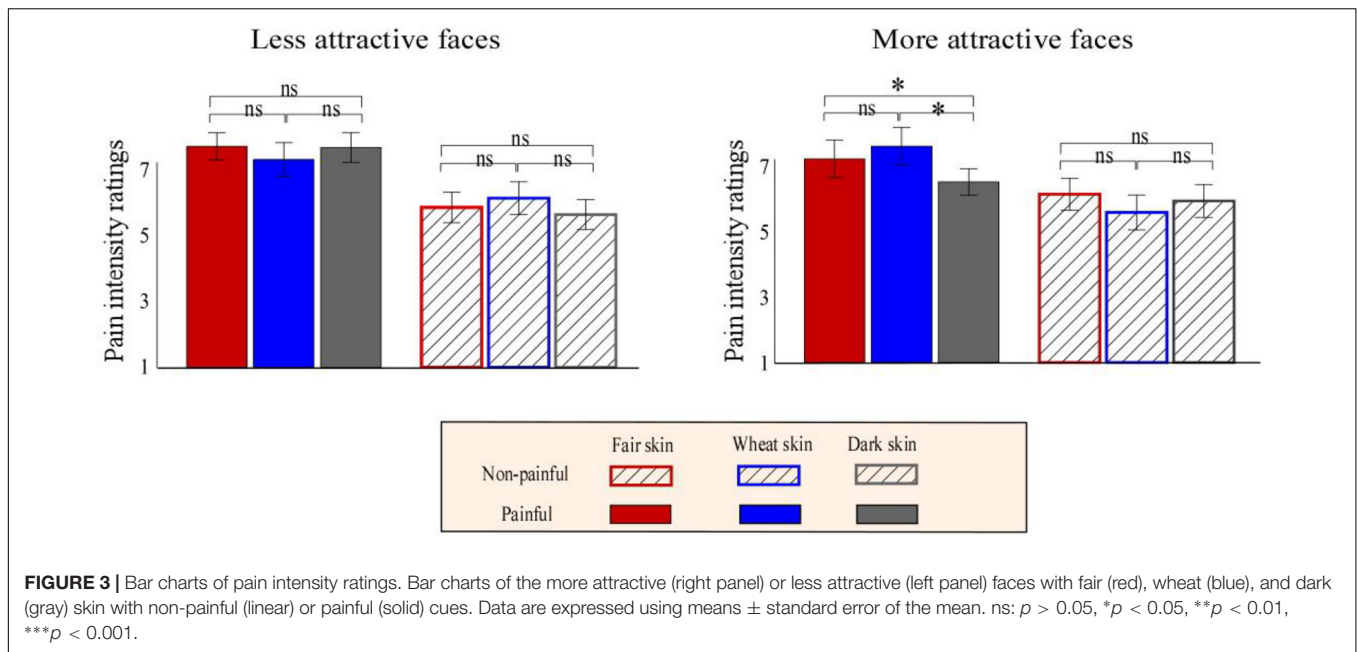 Less attractive faces
More attractive faces
ns
ns ns
ns
ns ns
*
ns *
ns
ns ns
Pain intensity ratings
7
5
3
1
Pain intensity ratings
7
5
3
1
Fair skin Wheat skin Dark skin
Non-painful
Painful
FIGURE 3 | Bar charts of pain intensity ratings. Bar charts of the more attractive (right panel) or less attractive (left panel) faces with fair (red), wheat (blue), and dark
(gray) skin with non-painful (linear) or painful (solid) cues. Data are expressed using means ± standard error of the mean. ns: p > 0.05, *p < 0.05, **p < 0.01,
***p < 0.001.